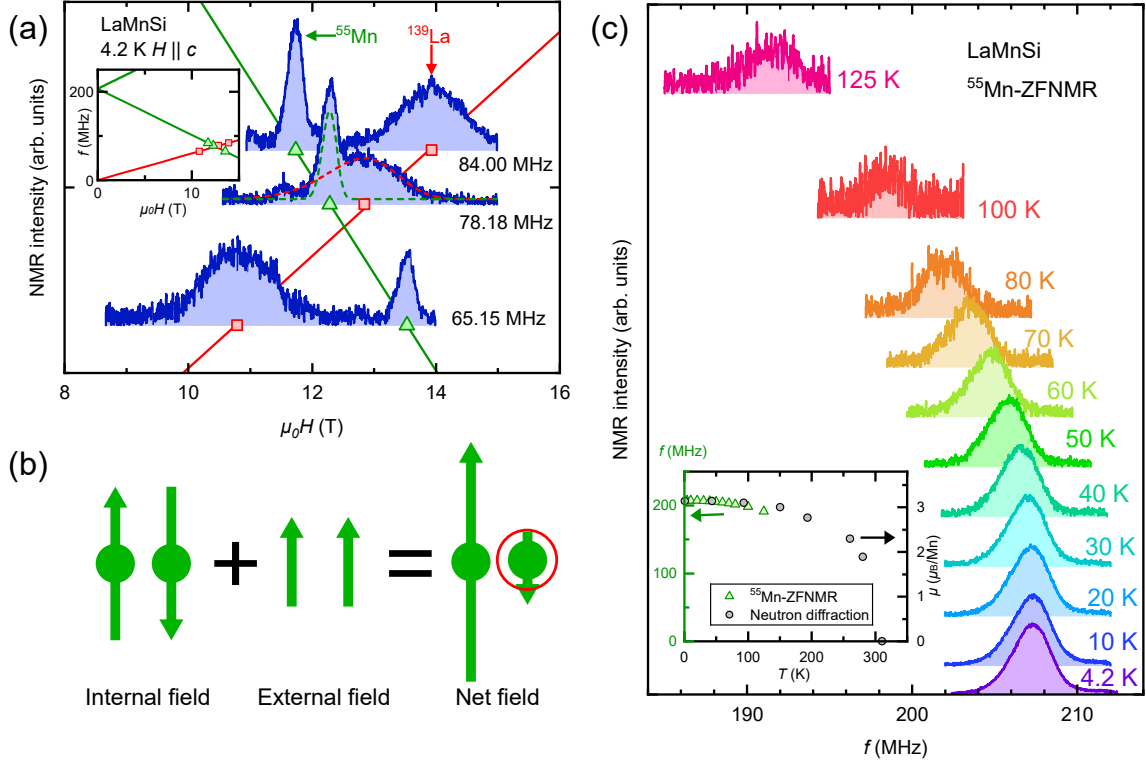 (a)
LaMnSi
4.2 K H || c
⁵⁵Mn
¹³⁹La
200
100
0
f (MHz)
0
10
μ₀H (T)
84.00 MHz
78.18 MHz
65.15 MHz
NMR intensity (arb. units)
8
10
12
14
16
μ₀H (T)
(b)
+
=
Internal field
External field
Net field
(c)
LaMnSi
⁵⁵Mn-ZFNMR
125 K
100 K
80 K
70 K
60 K
50 K
40 K
30 K
20 K
10 K
4.2 K
NMR intensity (arb. units)
f (MHz)
200
150
100
50
0
⁵⁵Mn-ZFNMR
Neutron diffraction
3
2
1
0
μ (μB/Mn)
0
100
200
300
T (K)
190
200
210
f (MHz)